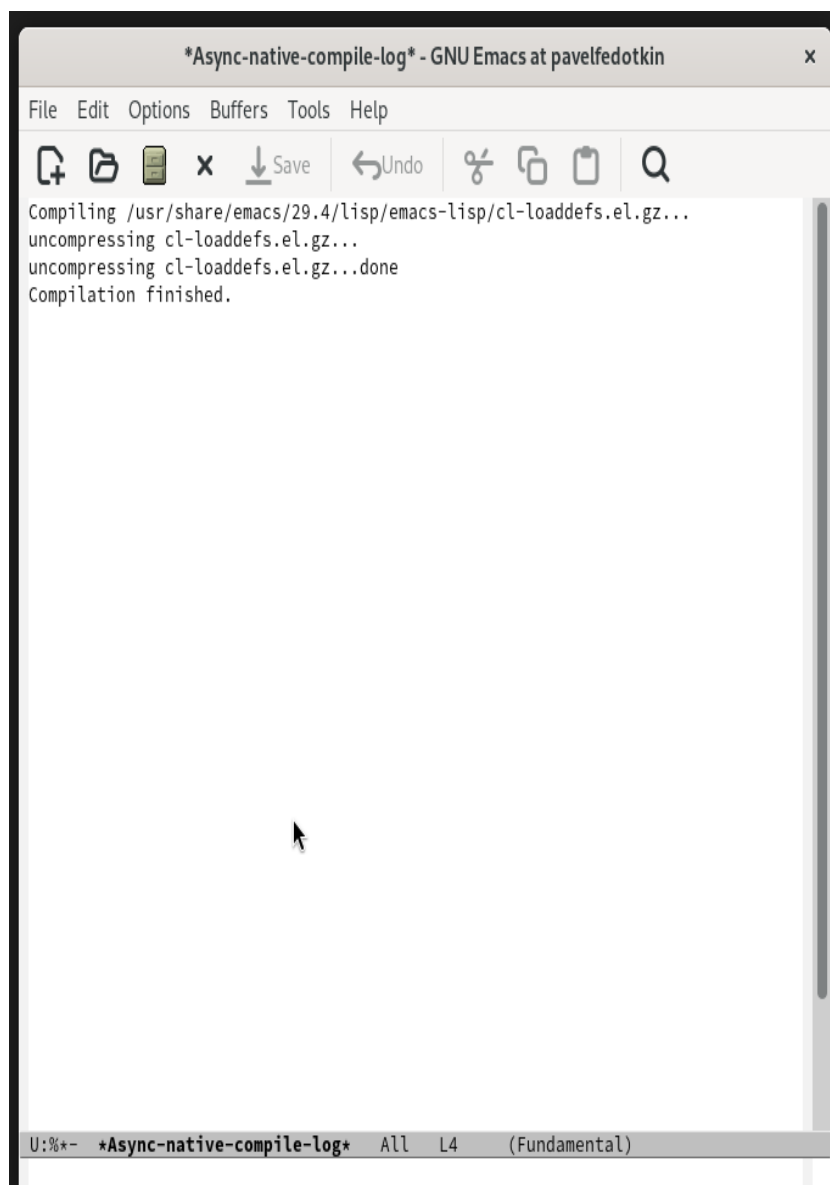 *Async-native-compile-log* - GNU Emacs at pavelfedotkin
File Edit Options Buffers Tools Help
Save Undo
Compiling /usr/share/emacs/29.4/lisp/emacs-lisp/cl-loaddefs.el.gz...
uncompressing cl-loaddefs.el.gz...
uncompressing cl-loaddefs.el.gz...done
Compilation finished.
U:%*- *Async-native-compile-log* All L4 (Fundamental)